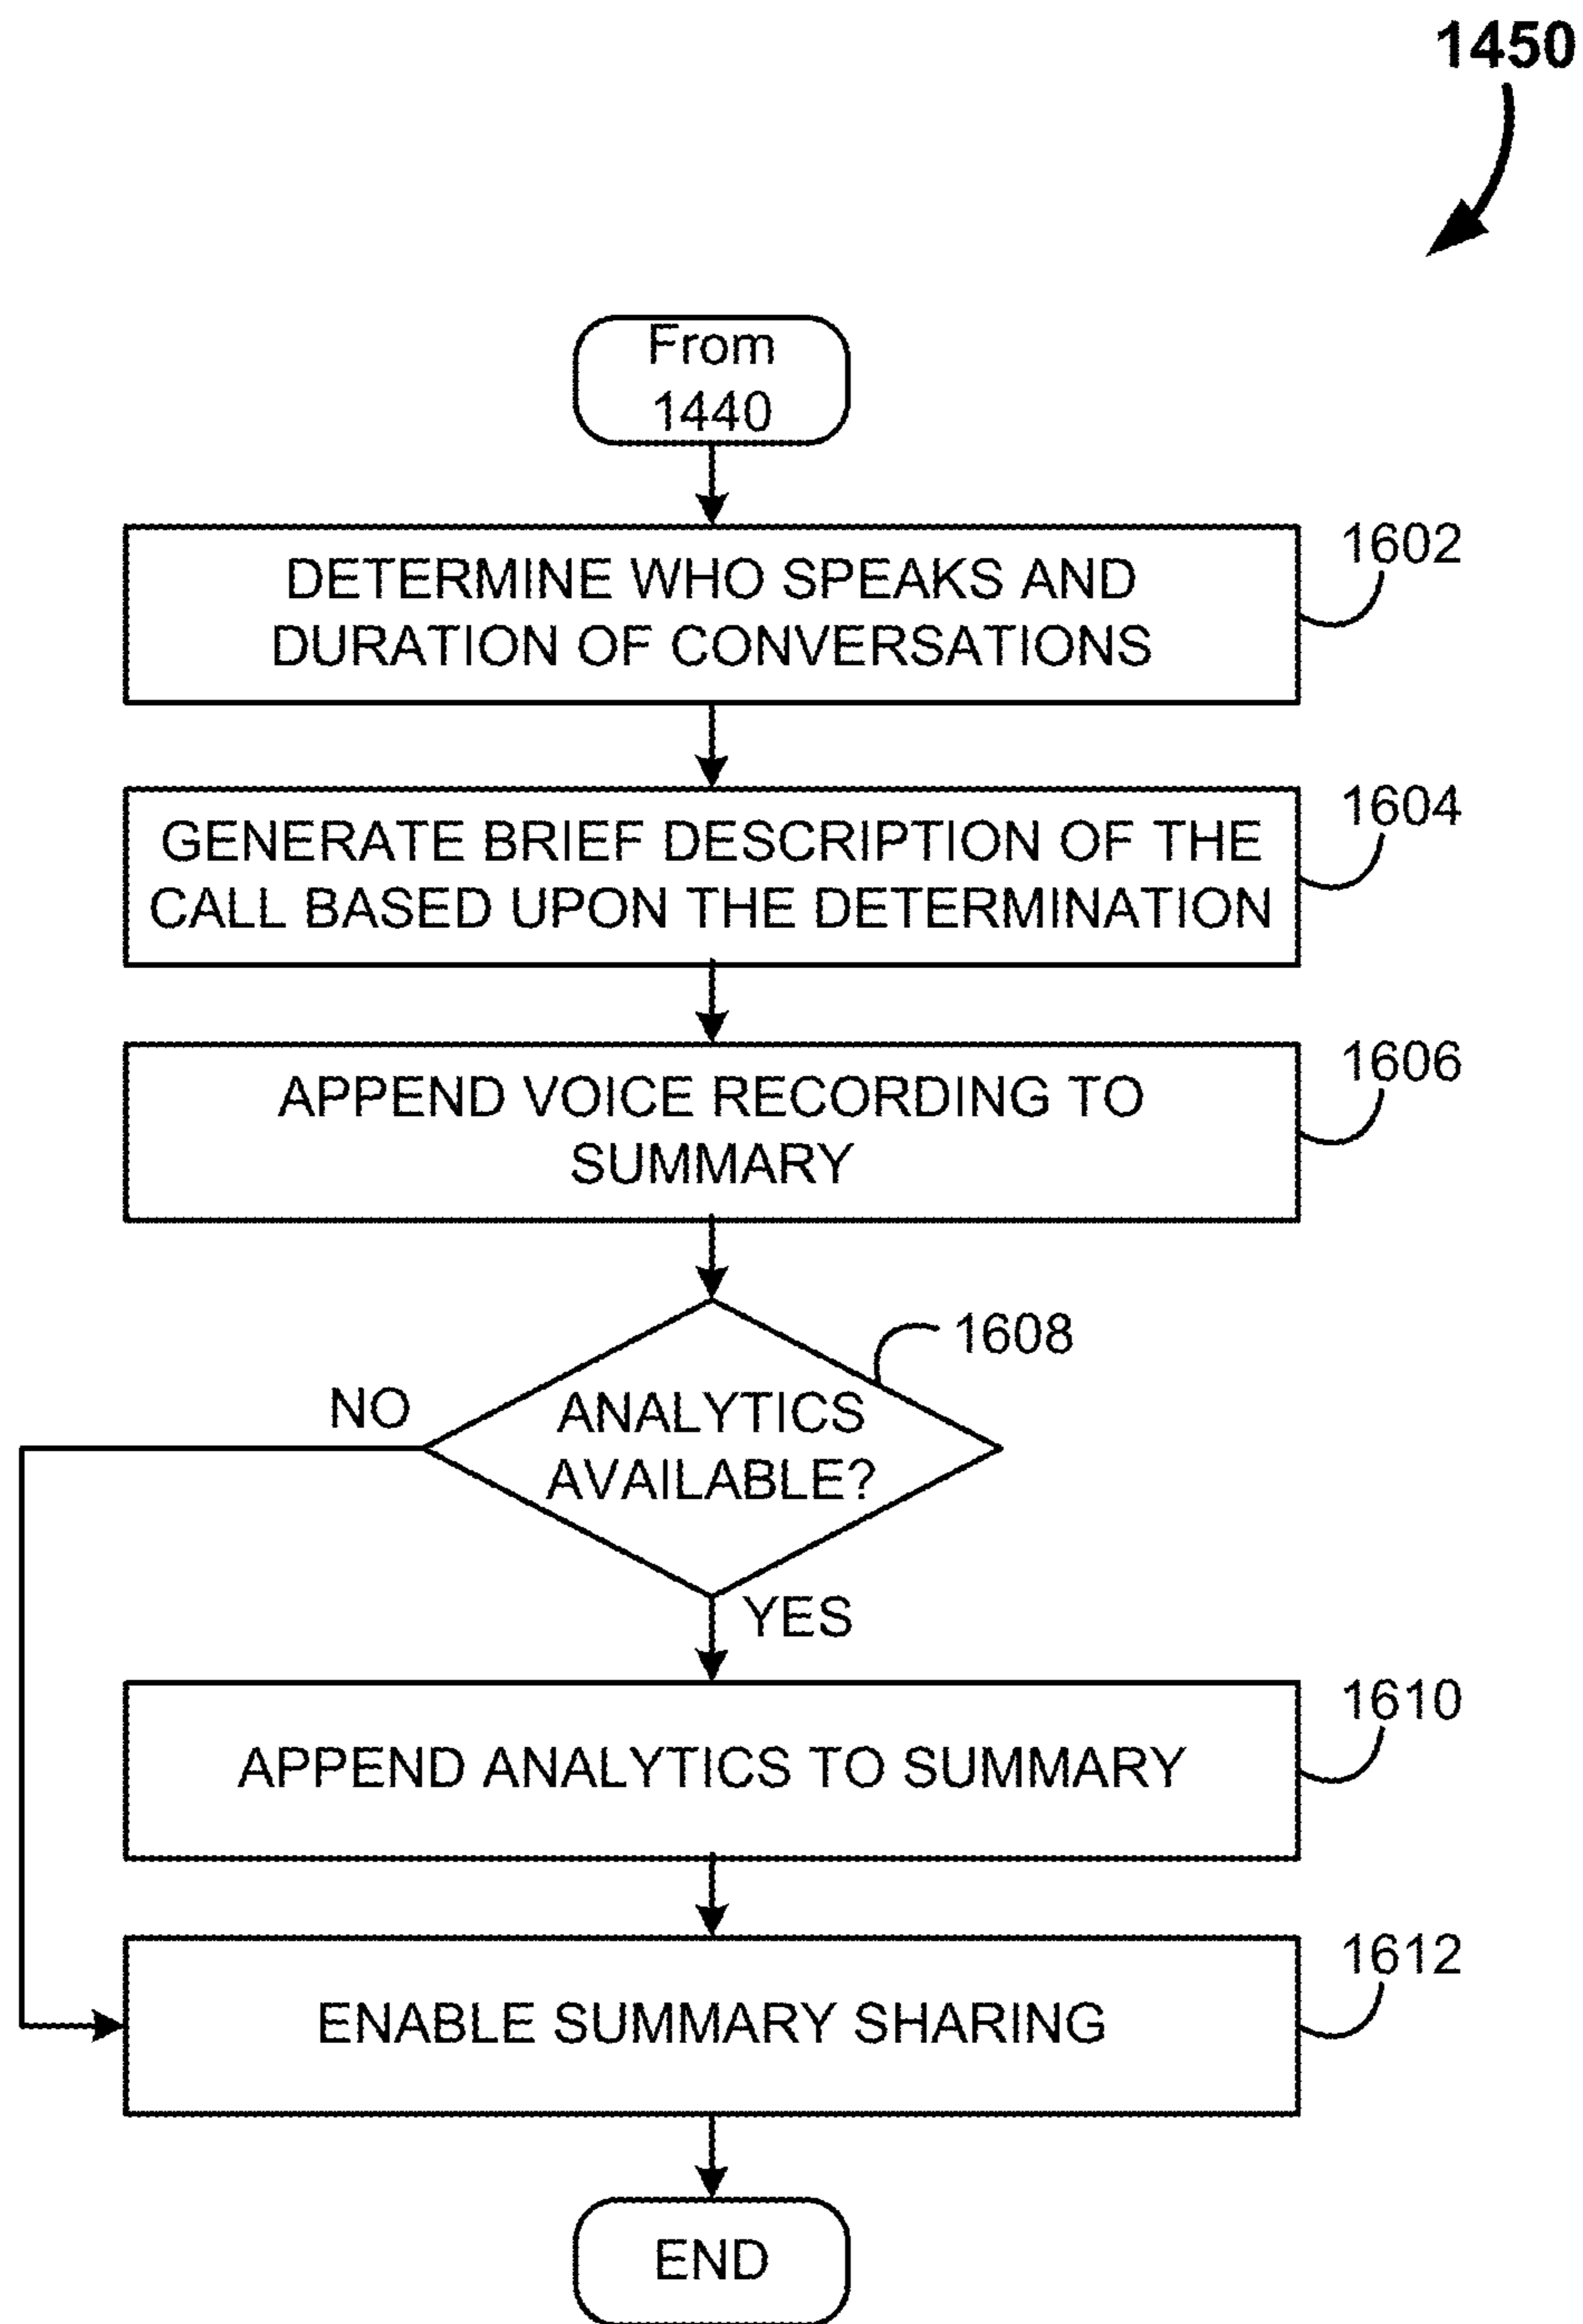 1450
From
1440
DETERMINE WHO SPEAKS AND
DURATION OF CONVERSATIONS
1602
GENERATE BRIEF DESCRIPTION OF THE
CALL BASED UPON THE DETERMINATION
1604
APPEND VOICE RECORDING TO
SUMMARY
1606
ANALYTICS
AVAILABLE?
1608
NO
YES
APPEND ANALYTICS TO SUMMARY
1610
ENABLE SUMMARY SHARING
1612
END